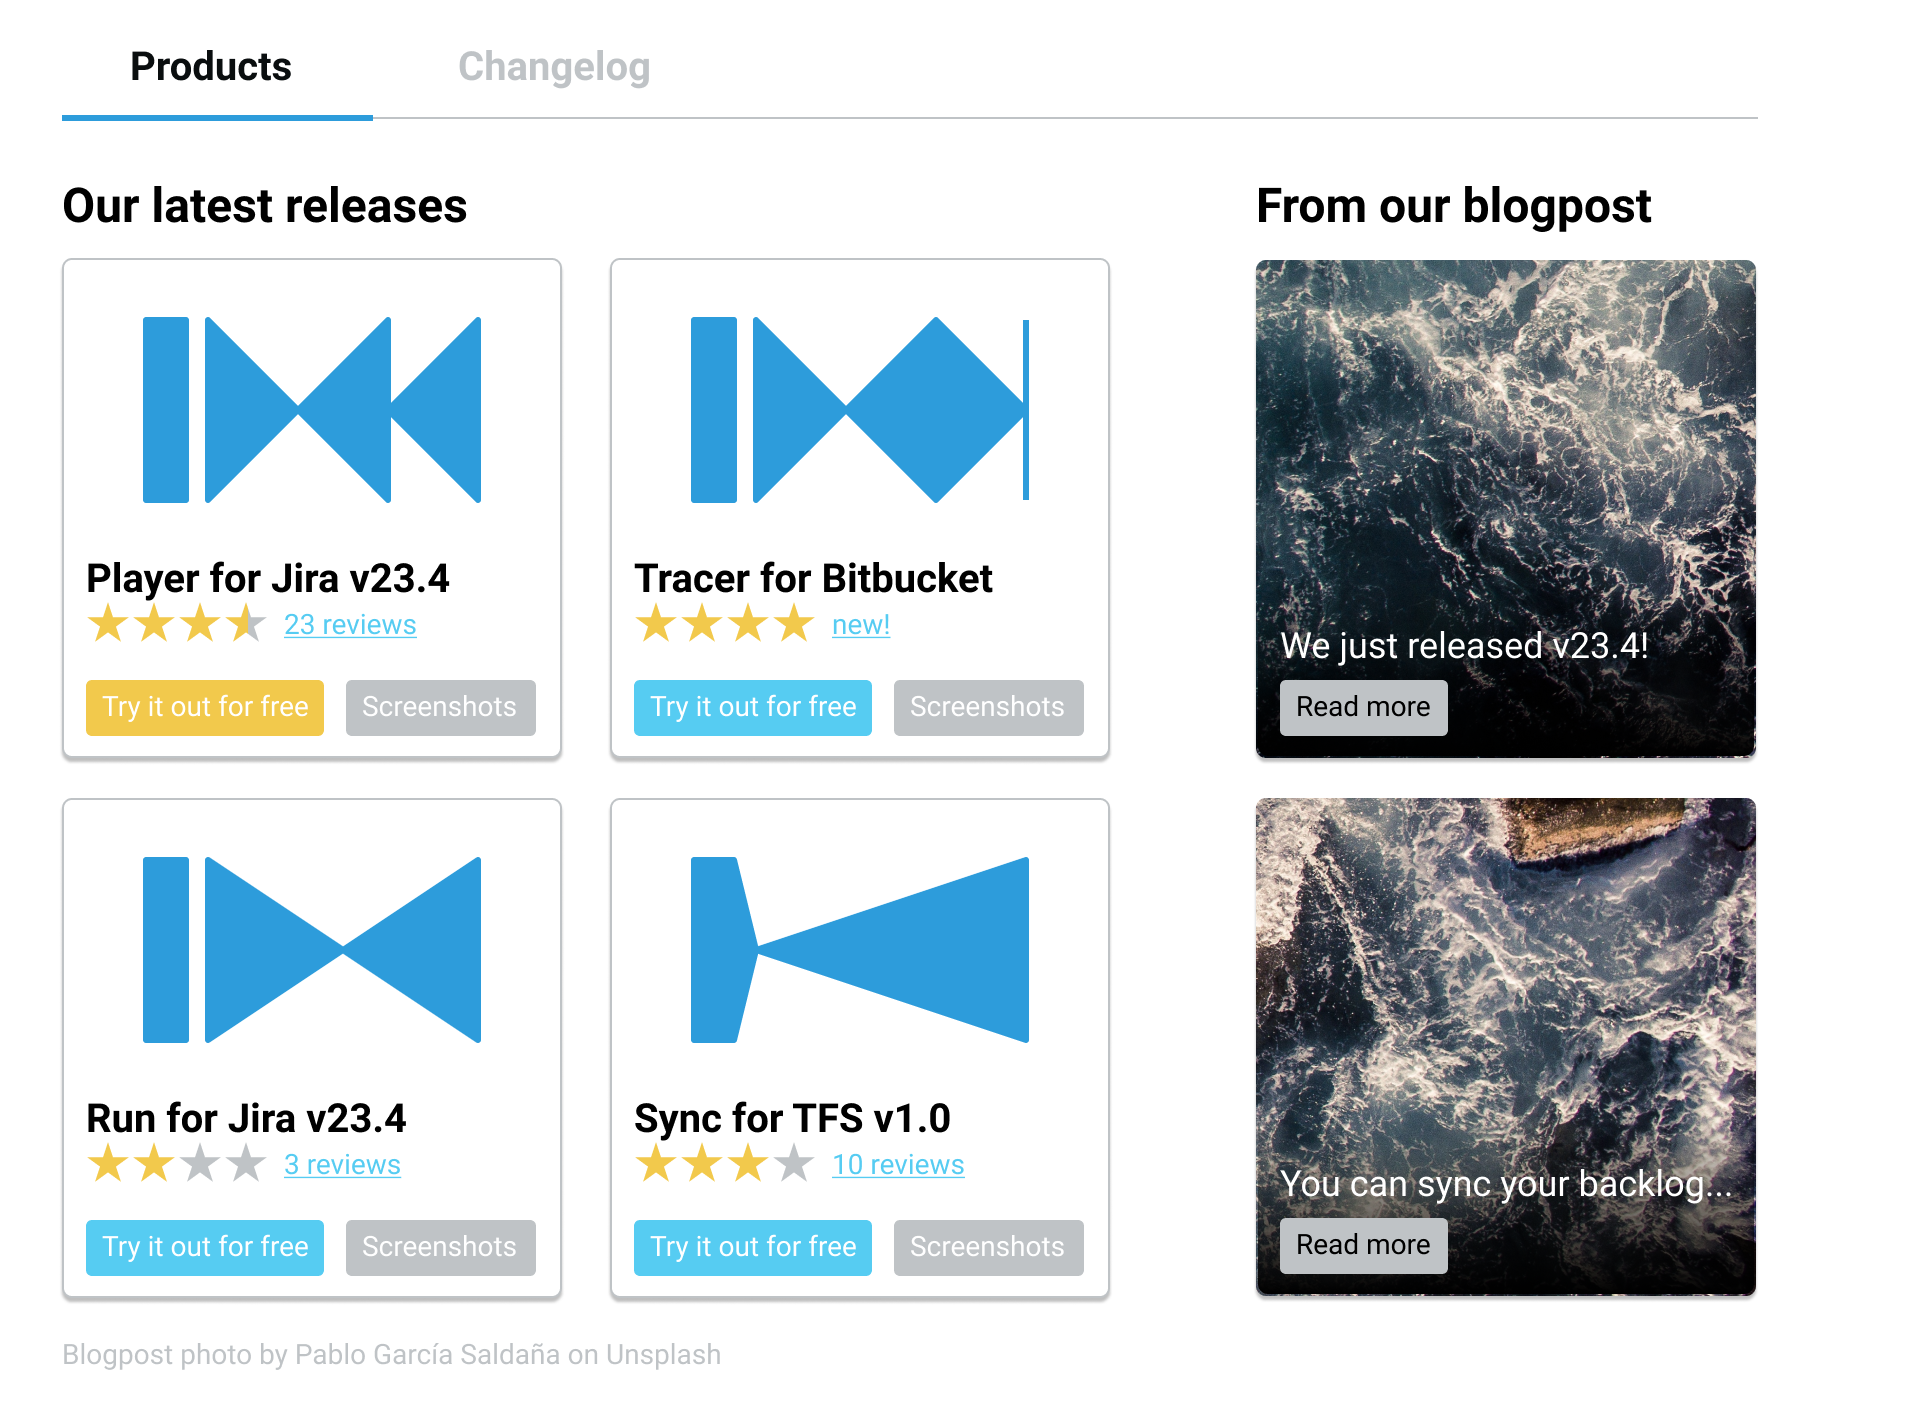 Products
Changelog
Our latest releases
From our blogpost
Player for Jira v23.4
23 reviews
Try it out for free
Screenshots
Tracer for Bitbucket
new!
Try it out for free
Screenshots
We just released v23.4!
Read more
Run for Jira v23.4
3 reviews
Try it out for free
Screenshots
Sync for TFS v1.0
10 reviews
Try it out for free
Screenshots
You can sync your backlog...
Read more
Blogpost photo by Pablo García Saldaña on Unsplash